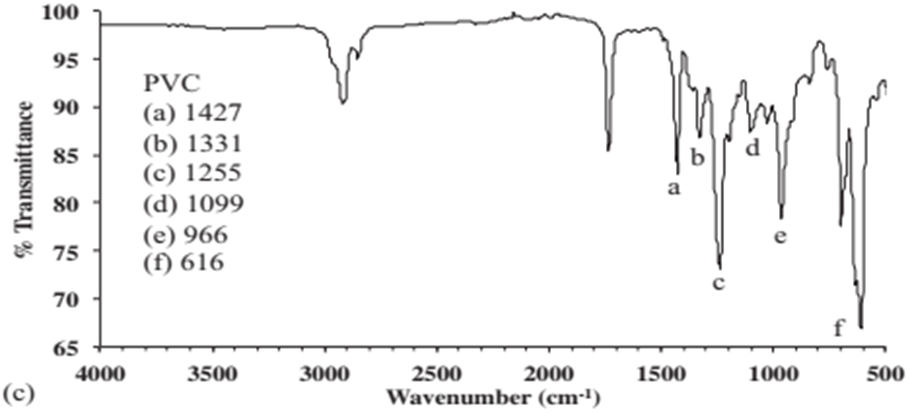 100
95
90
85
80
75
70
65
% Transmittance
PVC
(a) 1427
(b) 1331
(c) 1255
(d) 1099
(e) 966
(f) 616
a
b
c
d
e
f
4000
3000
2500
2000
1500
1000
500
Wavenumber (cm⁻¹)
(c)